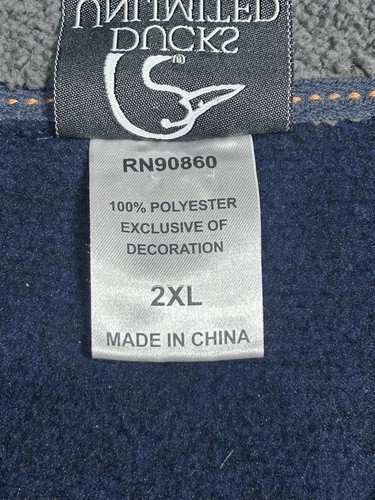 UNLIMITED
DUCKS
®
RN90860
100% POLYESTER
EXCLUSIVE OF
DECORATION
2XL
MADE IN CHINA